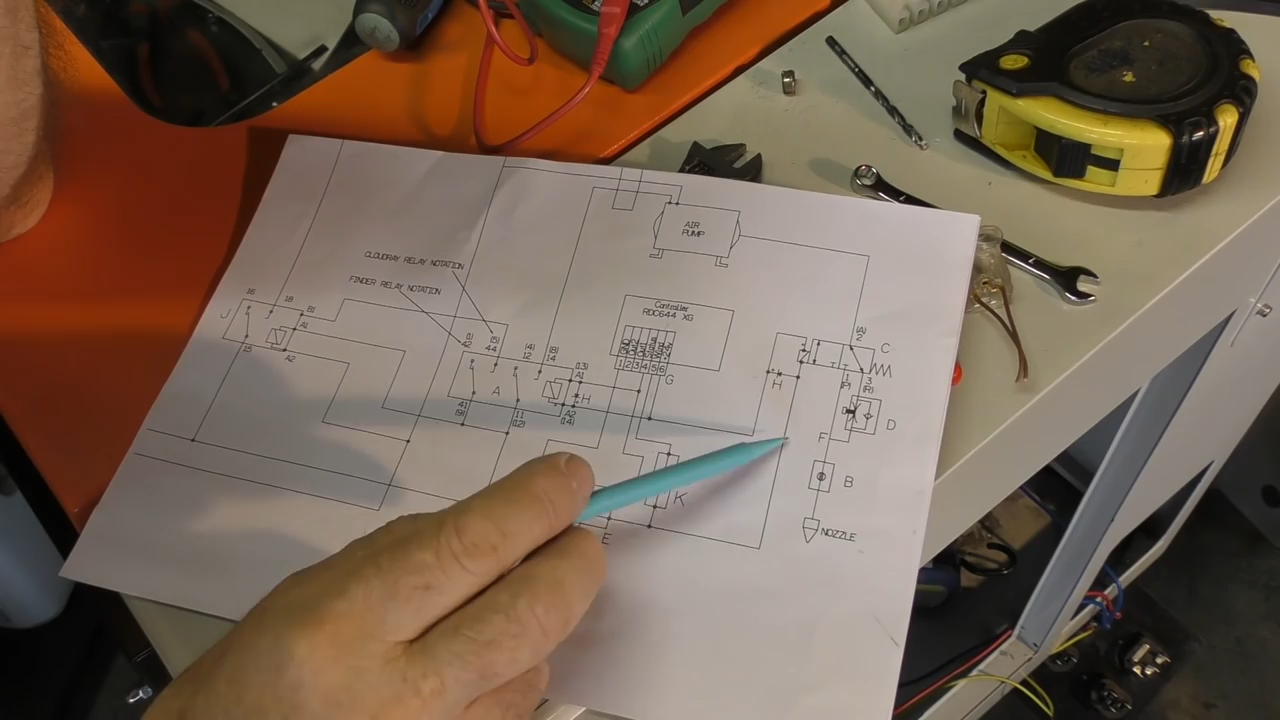 AIR
PUMP
CLOUDRAY RELAY NOTATION
FINDER RELAY NOTATION
Controller
RDC644 XG
16
18
B1
J
A1
15
A2
(1)
42
(5)
44
(4)
12
(8)
14
(13)
A1
A
H
A2
(14)
41
(9)
11
(12)
1 2 3 4 5 6
G
(A)
2
C
H
1
(P)
3
(R)
D
F
B
K
E
NOZZLE